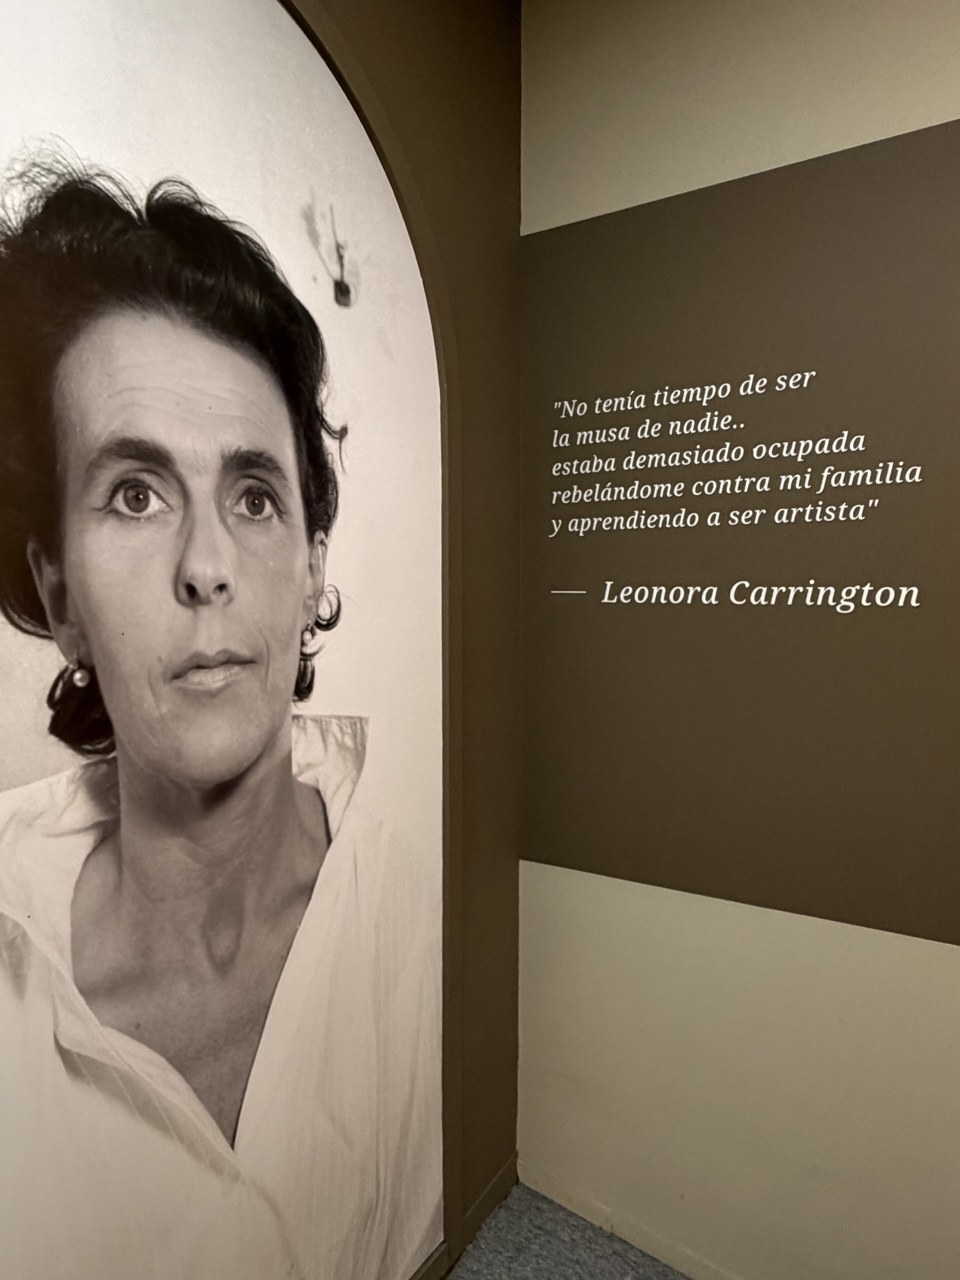 "No tenía tiempo de ser
la musa de nadie..
estaba demasiado ocupada
rebelándome contra mi familia
y aprendiendo a ser artista"
— Leonora Carrington